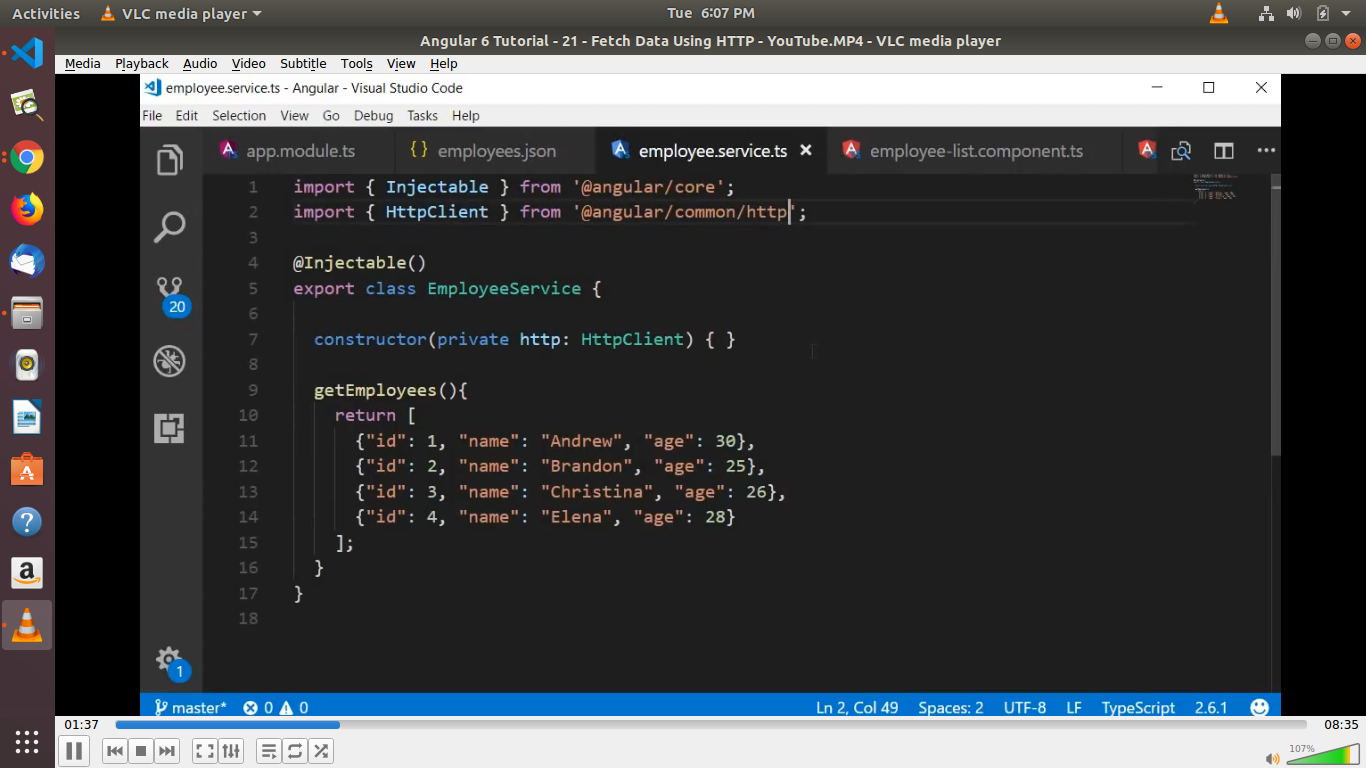 Activities VLC media player Tue 6:07 PM
Angular 6 Tutorial - 21 - Fetch Data Using HTTP - YouTube.MP4 - VLC media player
Media Playback Audio Video Subtitle Tools View Help
employee.service.ts - Angular - Visual Studio Code
File Edit Selection View Go Debug Tasks Help
app.module.ts {} employees.json employee.service.ts employee-list.component.ts
1 import { Injectable } from '@angular/core';
2 import { HttpClient } from '@angular/common/http';
3
4 @Injectable()
5 export class EmployeeService {
6
7 constructor(private http: HttpClient) { }
8
9 getEmployees(){
10 return [
11 {"id": 1, "name": "Andrew", "age": 30},
12 {"id": 2, "name": "Brandon", "age": 25},
13 {"id": 3, "name": "Christina", "age": 26},
14 {"id": 4, "name": "Elena", "age": 28}
15 ];
16 }
17 }
18
20
1
master* 0 0 Ln 2, Col 49 Spaces: 2 UTF-8 LF TypeScript 2.6.1
01:37 08:35
107%